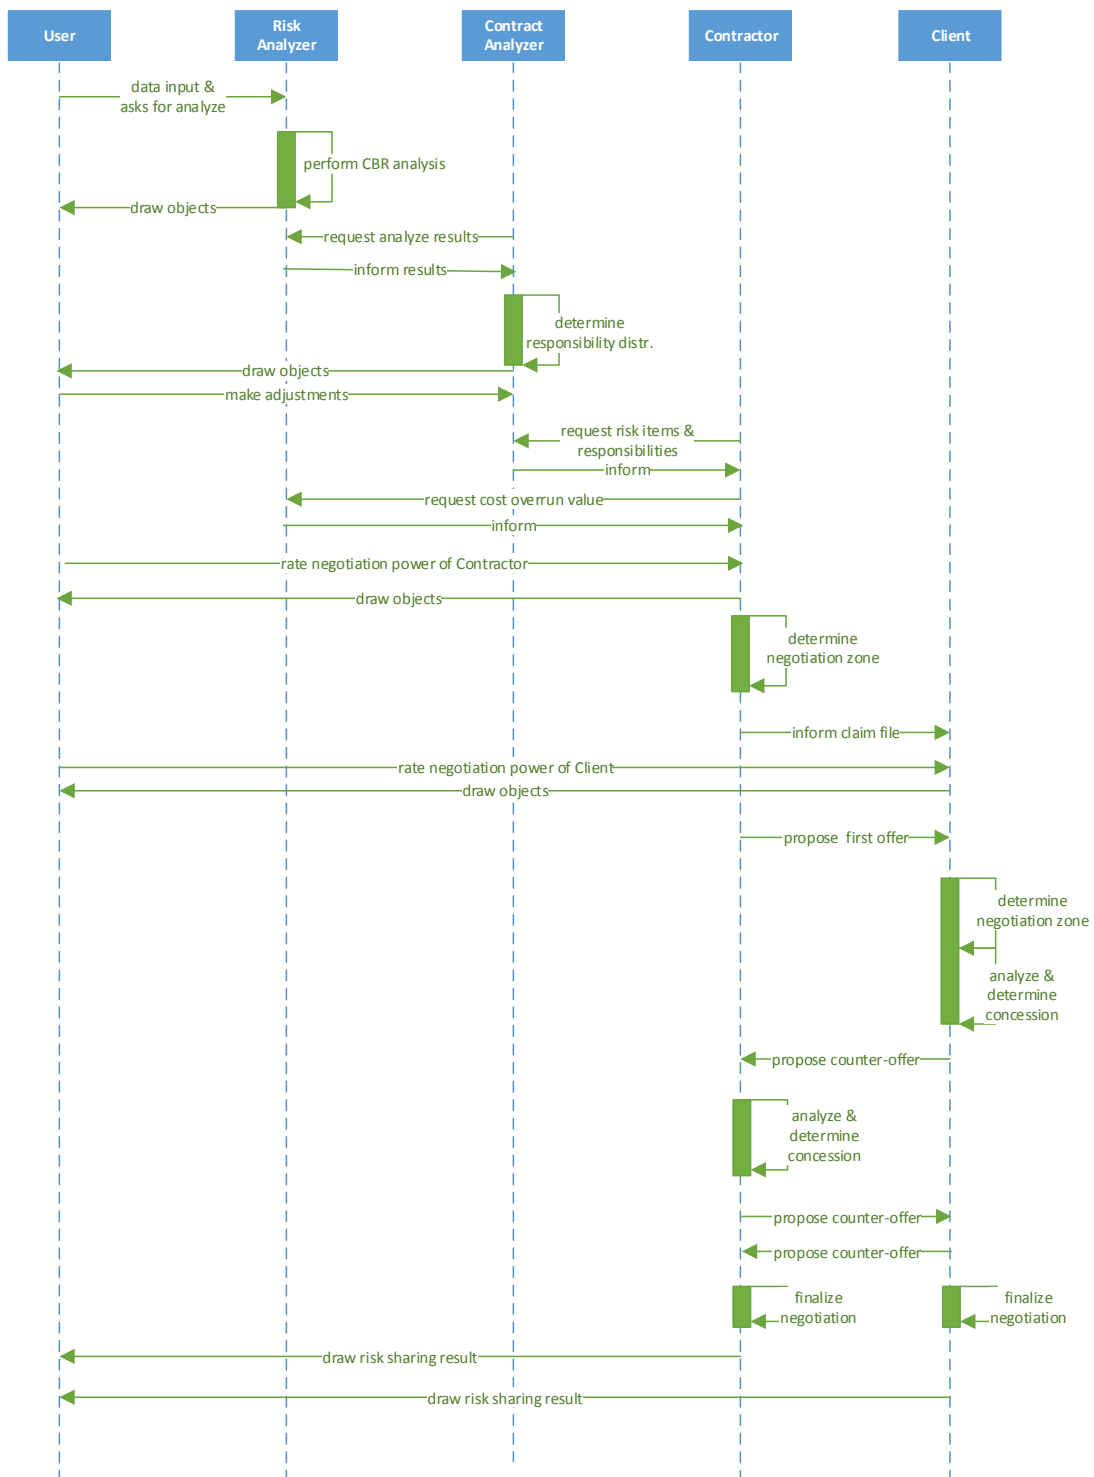 User
Risk
Analyzer
Contract
Analyzer
Contractor
Client
data input &
asks for analyze
perform CBR analysis
draw objects
request analyze results
inform results
determine
responsibility distr.
draw objects
make adjustments
request risk items &
responsibilities
inform
request cost overrun value
inform
rate negotiation power of Contractor
draw objects
determine
negotiation zone
inform claim file
rate negotiation power of Client
draw objects
propose  first offer
determine
negotiation zone
analyze &
determine
concession
propose counter-offer
analyze &
determine
concession
propose counter-offer
propose counter-offer
finalize
negotiation
finalize
negotiation
draw risk sharing result
draw risk sharing result